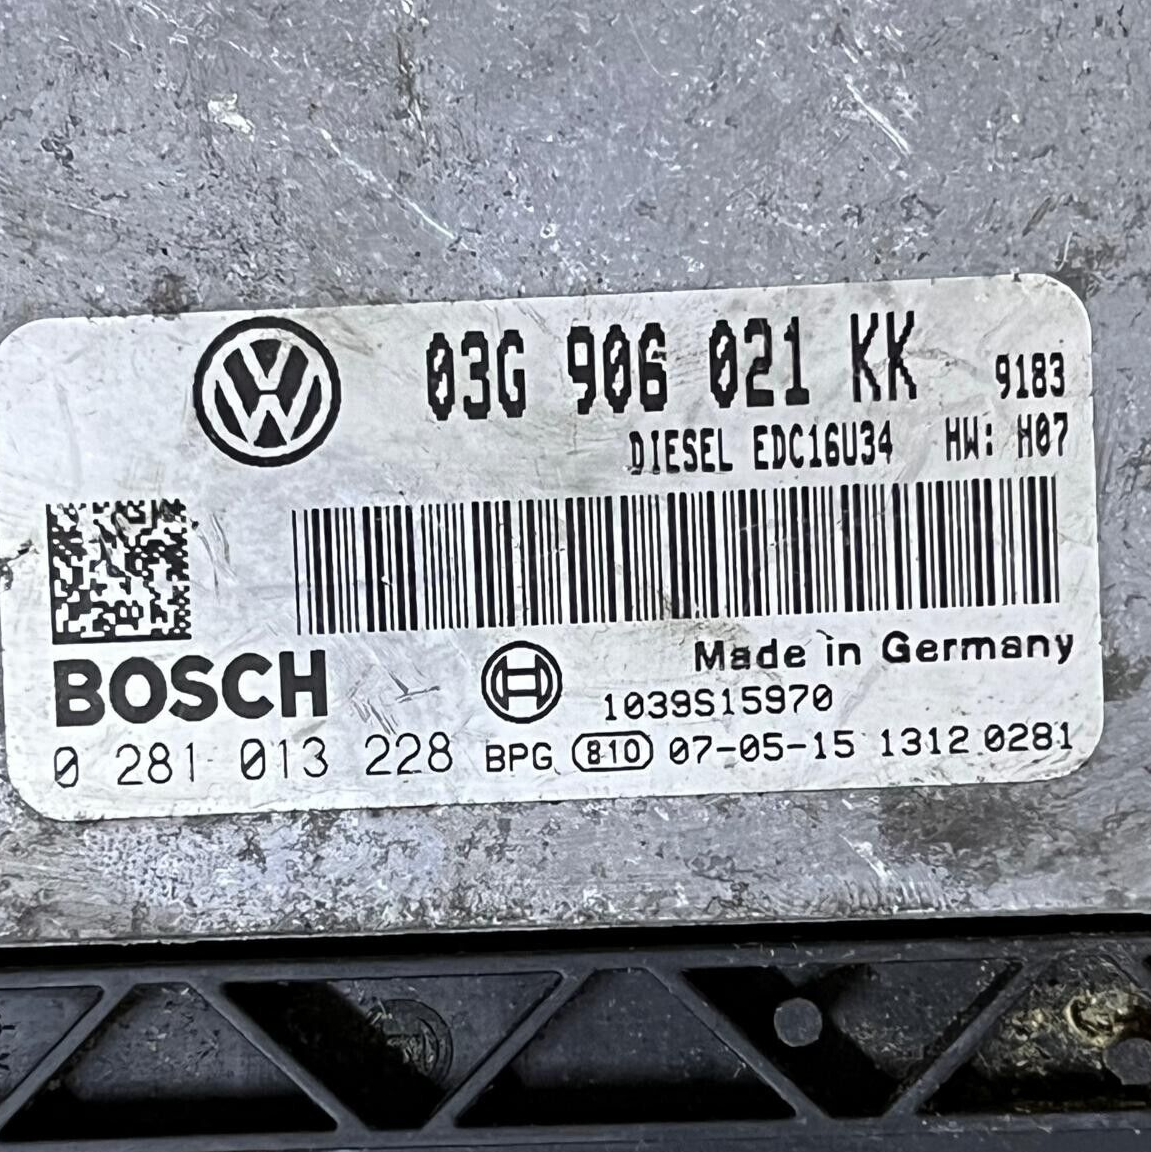 03G 906 021 KK 9183
DIESEL EDC16U34 HW: H07
Made in Germany
BOSCH
1039S15970
0 281 013 228 BPG 810 07-05-15 1312 0281